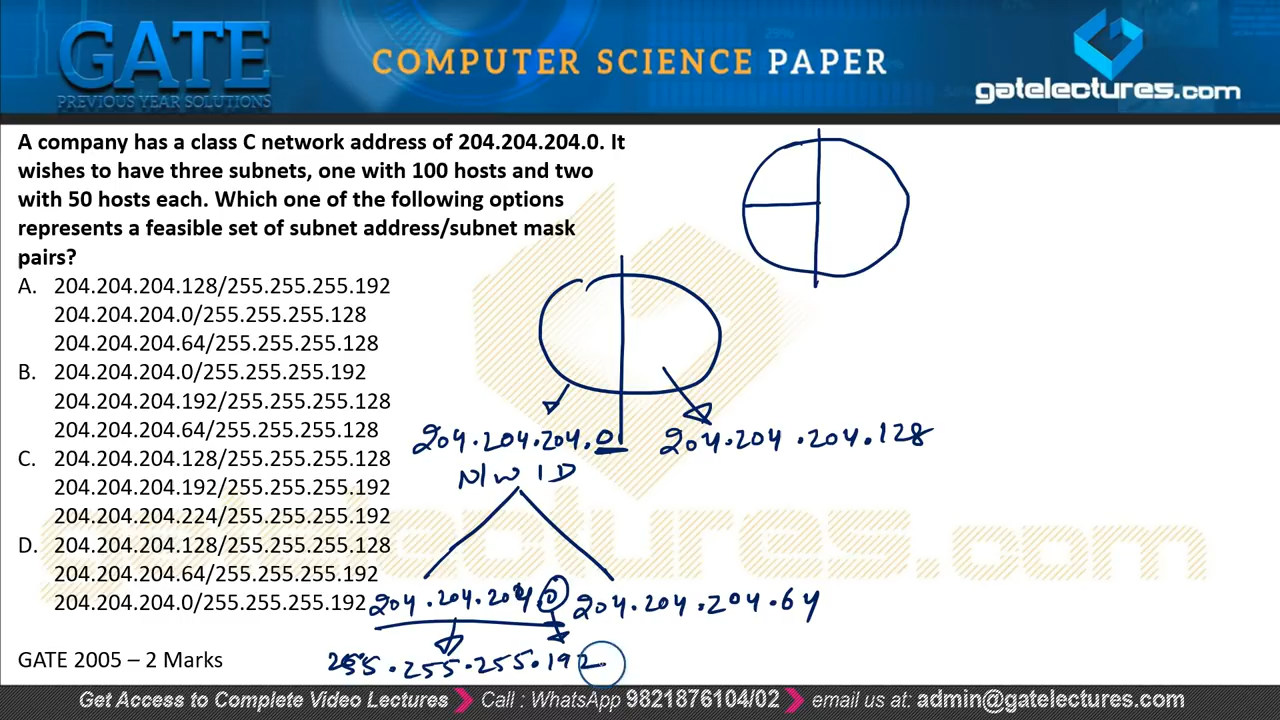 GATE
PREVIOUS YEAR SOLUTIONS
COMPUTER SCIENCE PAPER
gatelectures.com
A company has a class C network address of 204.204.204.0. It
wishes to have three subnets, one with 100 hosts and two
with 50 hosts each. Which one of the following options
represents a feasible set of subnet address/subnet mask
pairs?
A. 204.204.204.128/255.255.255.192
204.204.204.0/255.255.255.128
204.204.204.64/255.255.255.128
B. 204.204.204.0/255.255.255.192
204.204.204.192/255.255.255.128
204.204.204.64/255.255.255.128
C. 204.204.204.128/255.255.255.128
204.204.204.192/255.255.255.192
204.204.204.224/255.255.255.192
D. 204.204.204.128/255.255.255.128
204.204.204.64/255.255.255.192
204.204.204.0/255.255.255.192
GATE 2005 – 2 Marks
204.204.204.0 204.204.204.128
N/W ID
204.204.204.0 204.204.204.64
255.255.255.192
gatelectures.com
Get Access to Complete Video Lectures Call : WhatsApp 9821876104/02 email us at: admin@gatelectures.com